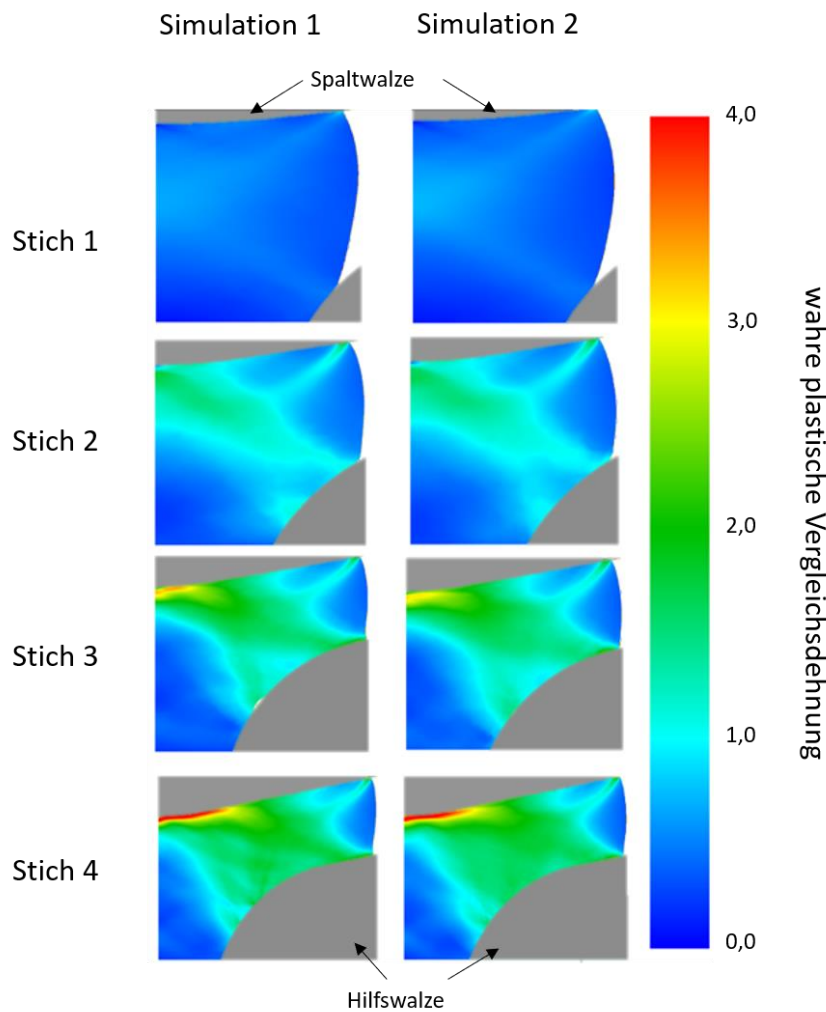 Simulation 1
Simulation 2
Spaltwalze
4,0
Stich 1
3,0
Stich 2
2,0
Stich 3
1,0
Stich 4
0,0
wahre plastische Vergleichsdehnung
Hilfswalze